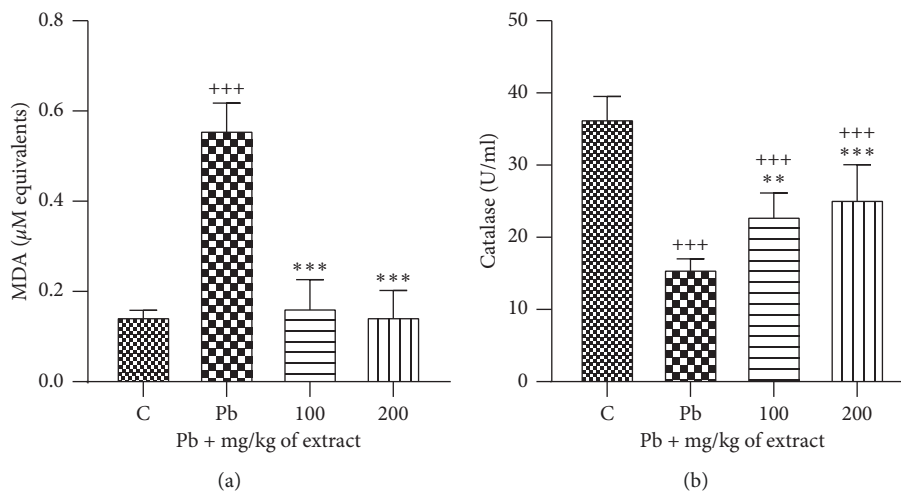 0.8
0.6
0.4
0.2
0.0
MDA (µM equivalents)
+++
***
***
C Pb 100 200
Pb + mg/kg of extract
(a)
50
40
30
20
10
0
Catalase (U/ml)
+++
+++
**
+++
***
C Pb 100 200
Pb + mg/kg of extract
(b)